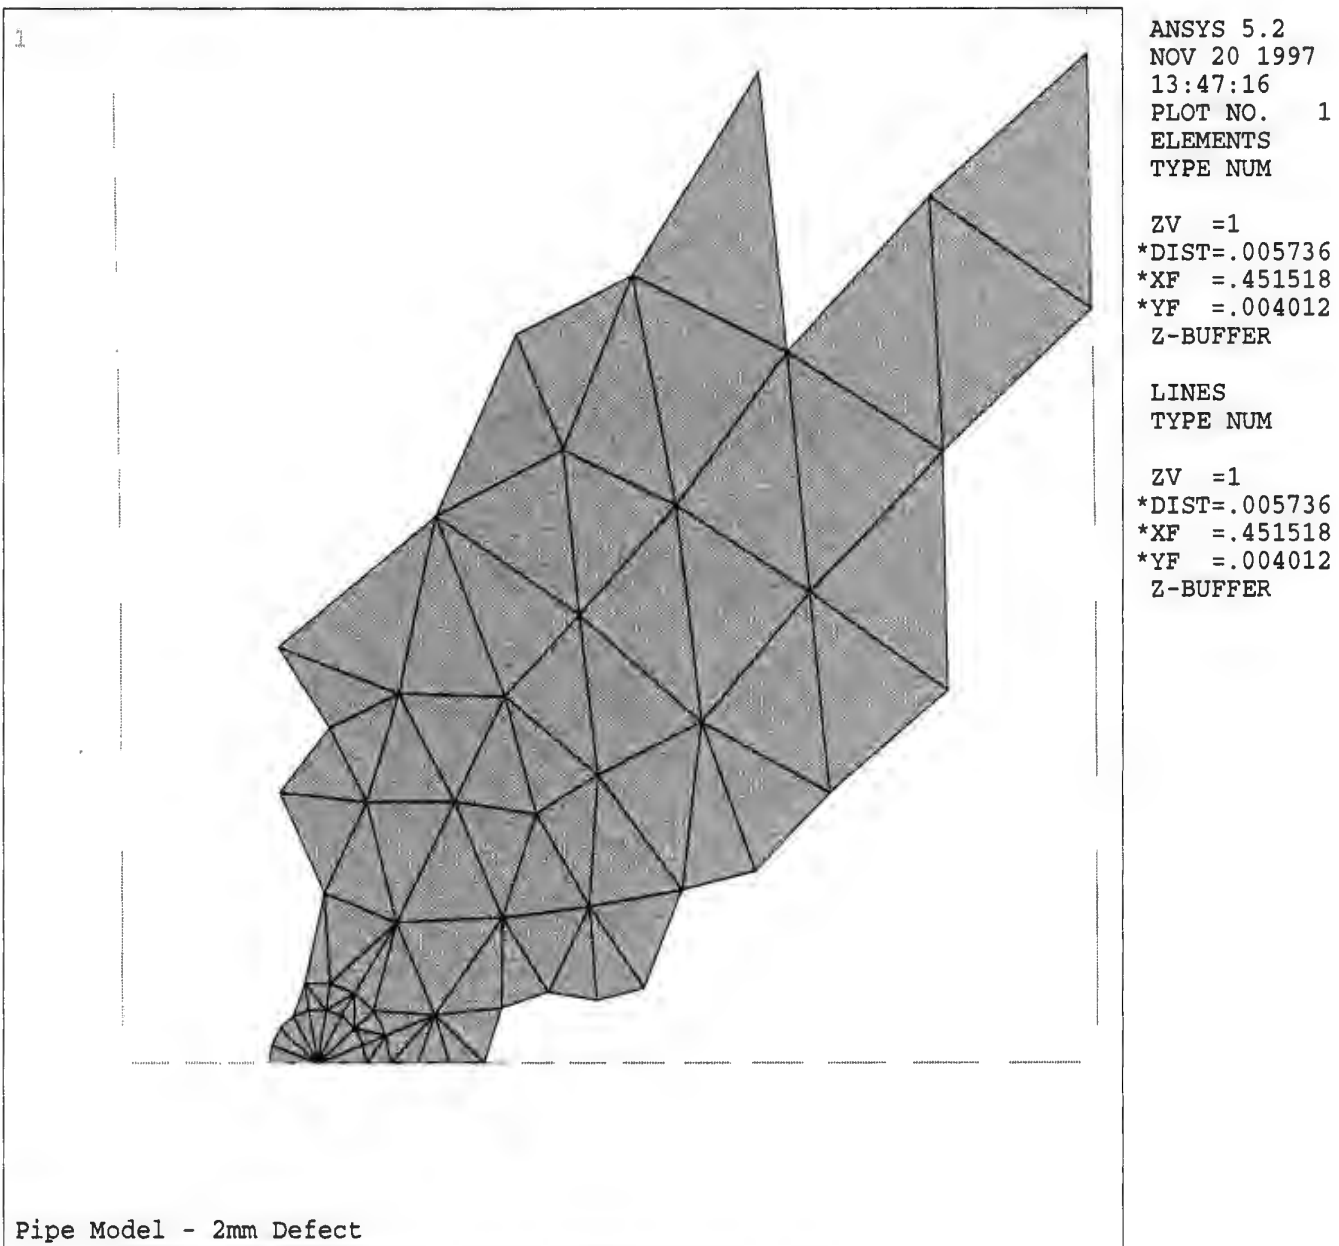 1
ANSYS 5.2
NOV 20 1997
13:47:16
PLOT NO. 1
ELEMENTS
TYPE NUM
ZV =1
*DIST=.005736
*XF =.451518
*YF =.004012
Z-BUFFER
LINES
TYPE NUM
ZV =1
*DIST=.005736
*XF =.451518
*YF =.004012
Z-BUFFER
Pipe Model - 2mm Defect